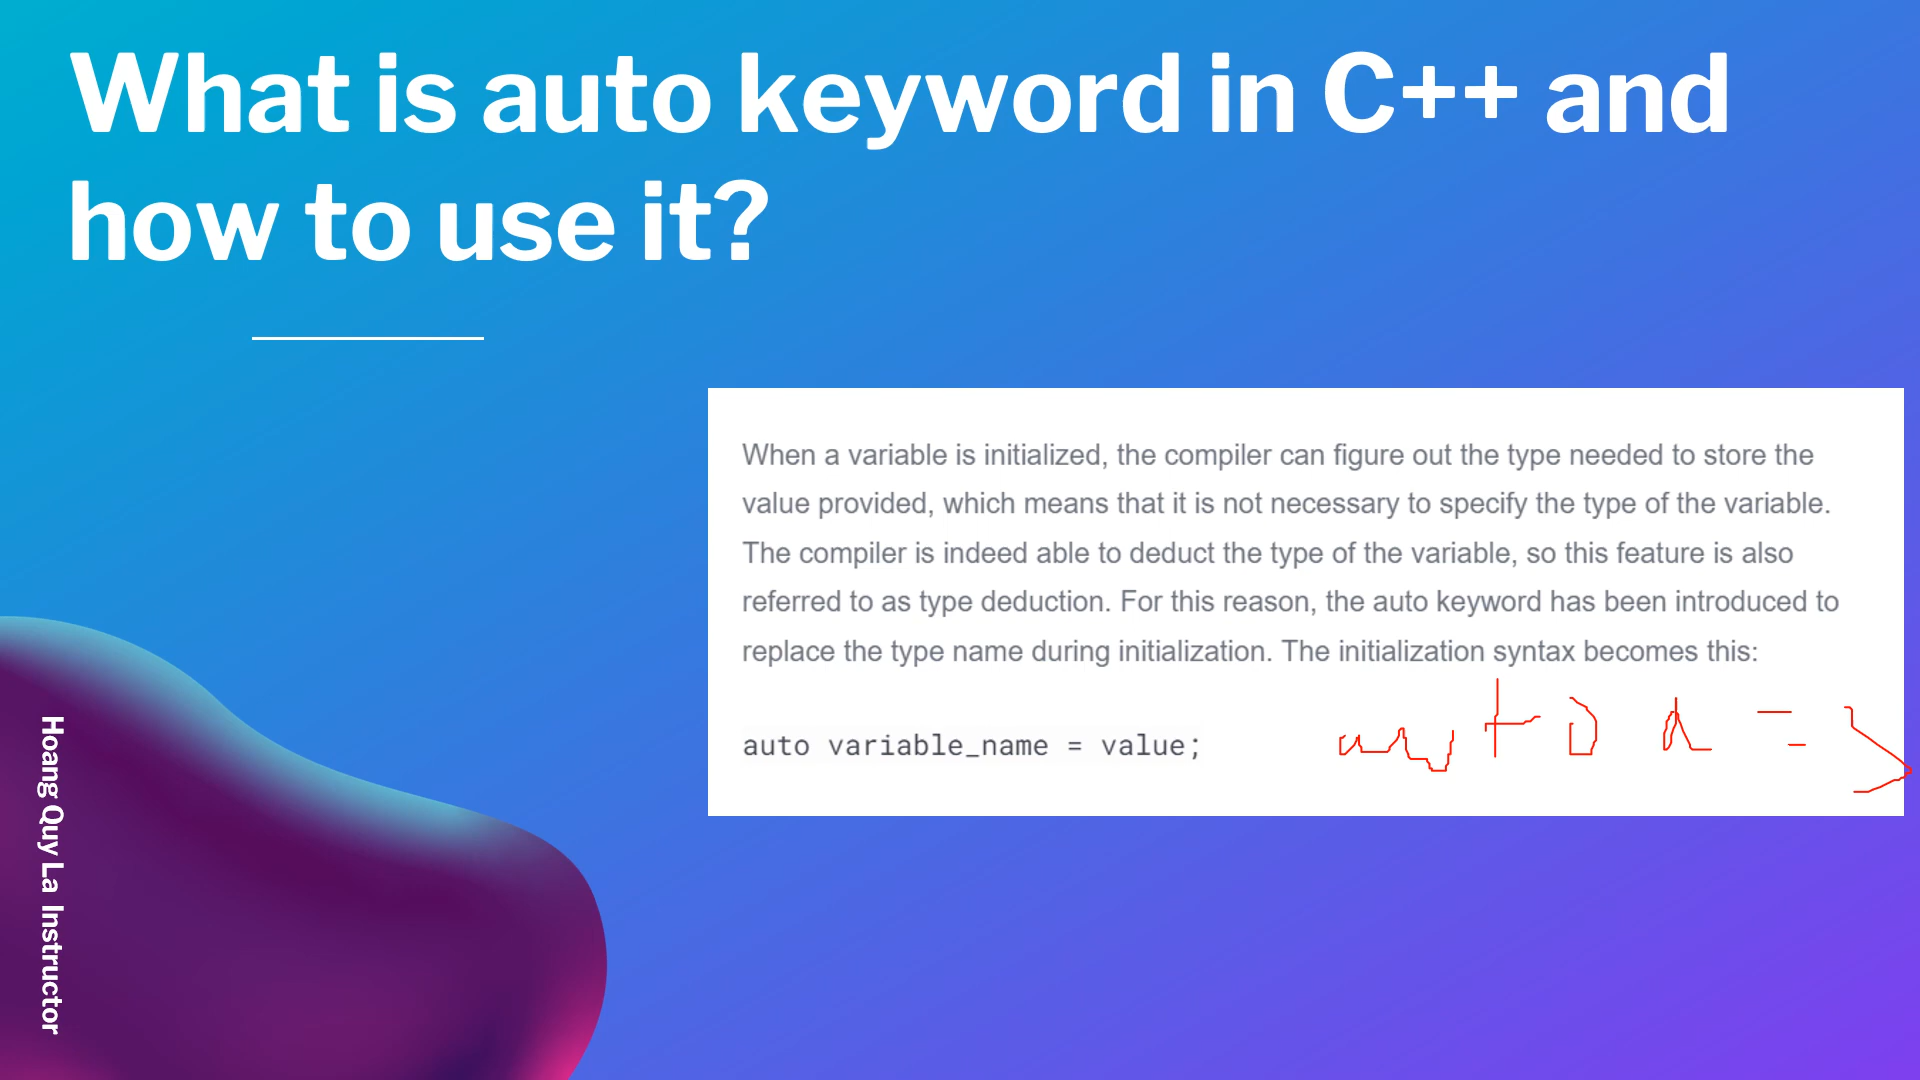 What is auto keyword in C++ and
how to use it?
When a variable is initialized, the compiler can figure out the type needed to store the
value provided, which means that it is not necessary to specify the type of the variable.
The compiler is indeed able to deduct the type of the variable, so this feature is also
referred to as type deduction. For this reason, the auto keyword has been introduced to
replace the type name during initialization. The initialization syntax becomes this:
auto variable_name = value;
auto a =
Hoang Quy La Instructor